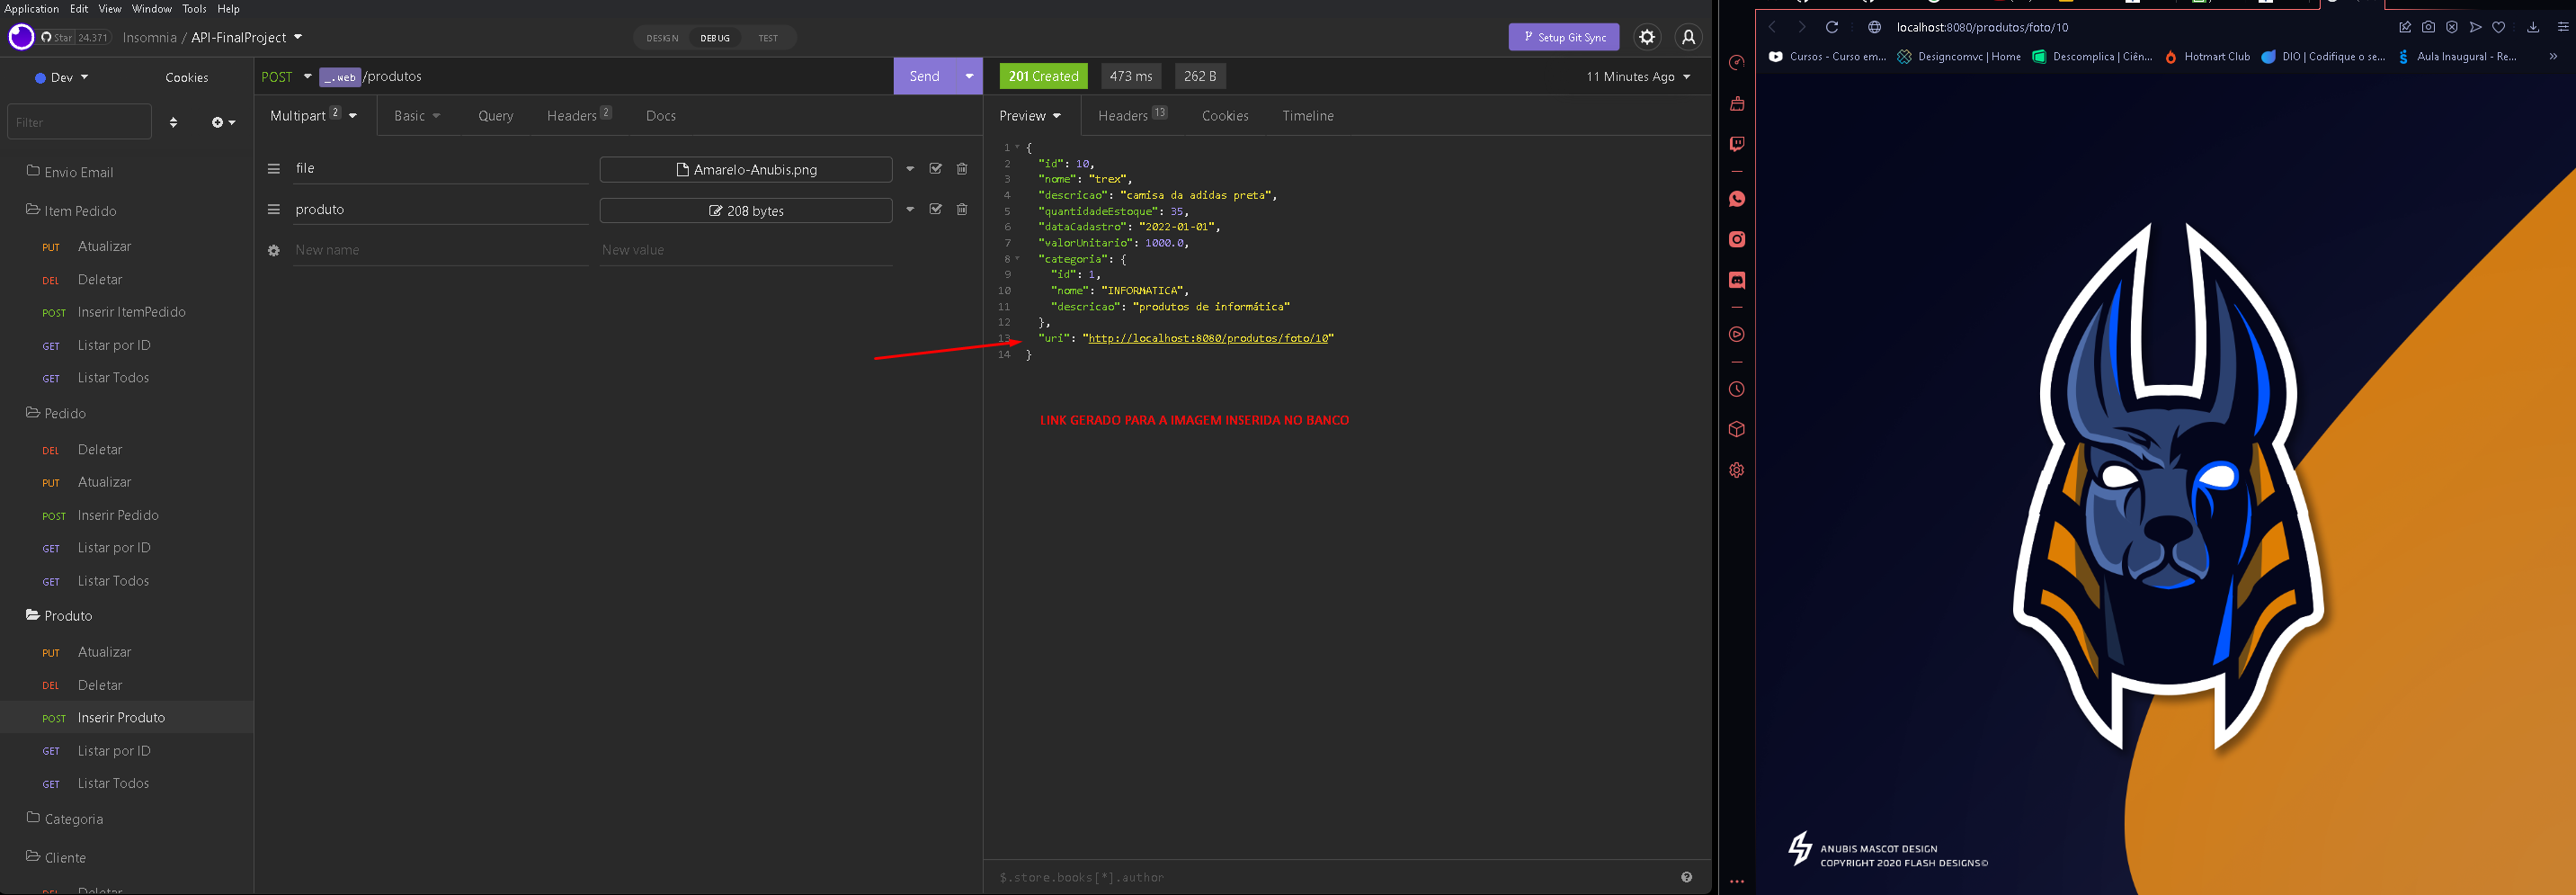 Application Edit View Window Tools Help
Star 24,371
Insomnia / API-FinalProject
DESIGN DEBUG TEST
Setup Git Sync
Dev
Cookies
Filter
Envio Email
Item Pedido
PUT Atualizar
DEL Deletar
POST Inserir ItemPedido
GET Listar por ID
GET Listar Todos
Pedido
DEL Deletar
PUT Atualizar
POST Inserir Pedido
GET Listar por ID
GET Listar Todos
Produto
PUT Atualizar
DEL Deletar
POST Inserir Produto
GET Listar por ID
GET Listar Todos
Categoria
Cliente
DEL Deletar
POST _.web /produtos
Send
Multipart 2 Basic Query Headers 2 Docs
file Amarelo-Anubis.png
produto 208 bytes
New name New value
201 Created 473 ms 262 B
11 Minutes Ago
Preview Headers 13 Cookies Timeline
1 {
2 "id": 10,
3 "nome": "trex",
4 "descricao": "camisa da adidas preta",
5 "quantidadeEstoque": 35,
6 "dataCadastro": "2022-01-01",
7 "valorUnitario": 1000.0,
8 "categoria": {
9 "id": 1,
10 "nome": "INFORMATICA",
11 "descricao": "produtos de informática"
12 },
13 "uri": "http://localhost:8080/produtos/foto/10"
14 }
LINK GERADO PARA A IMAGEM INSERIDA NO BANCO
$.store.books[*].author
localhost:8080/produtos/foto/10
Cursos - Curso em... Designcomvc | Home Descomplica | Ciên... Hotmart Club DIO | Codifique o se... Aula Inaugural - Re... »
ANUBIS MASCOT DESIGN
COPYRIGHT 2020 FLASH DESIGNS©